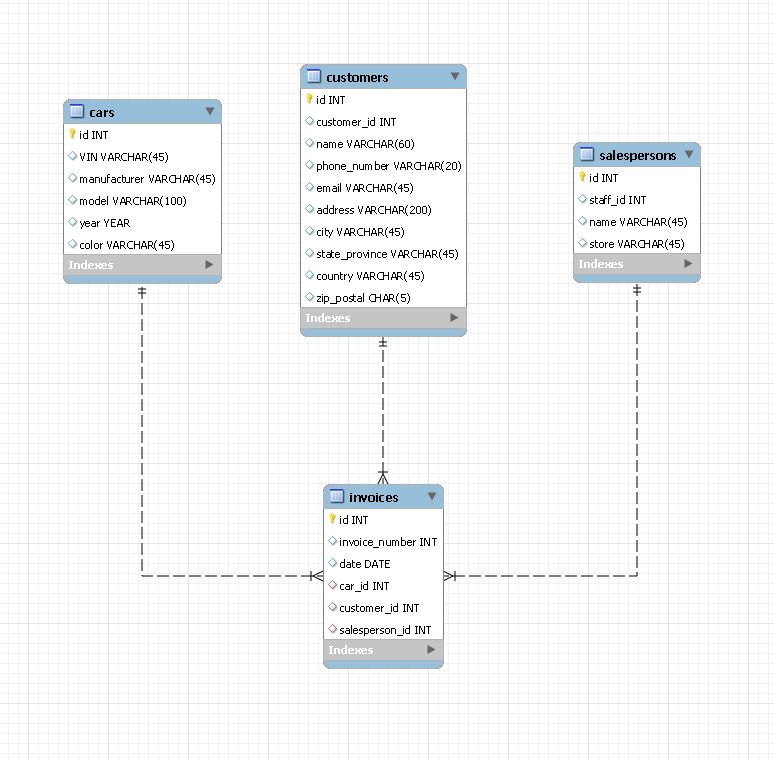 cars
id INT
VIN VARCHAR(45)
manufacturer VARCHAR(45)
model VARCHAR(100)
year YEAR
color VARCHAR(45)
Indexes
customers
id INT
customer_id INT
name VARCHAR(60)
phone_number VARCHAR(20)
email VARCHAR(45)
address VARCHAR(200)
city VARCHAR(45)
state_province VARCHAR(45)
country VARCHAR(45)
zip_postal CHAR(5)
Indexes
salespersons
id INT
staff_id INT
name VARCHAR(45)
store VARCHAR(45)
Indexes
invoices
id INT
invoice_number INT
date DATE
car_id INT
customer_id INT
salesperson_id INT
Indexes